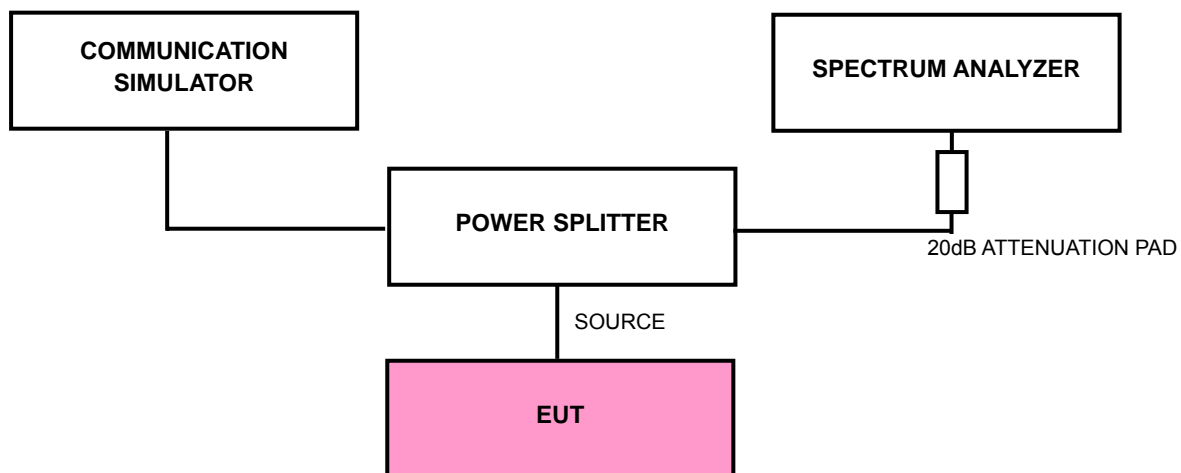 COMMUNICATION
SIMULATOR
SPECTRUM ANALYZER
POWER SPLITTER
20dB ATTENUATION PAD
SOURCE
EUT